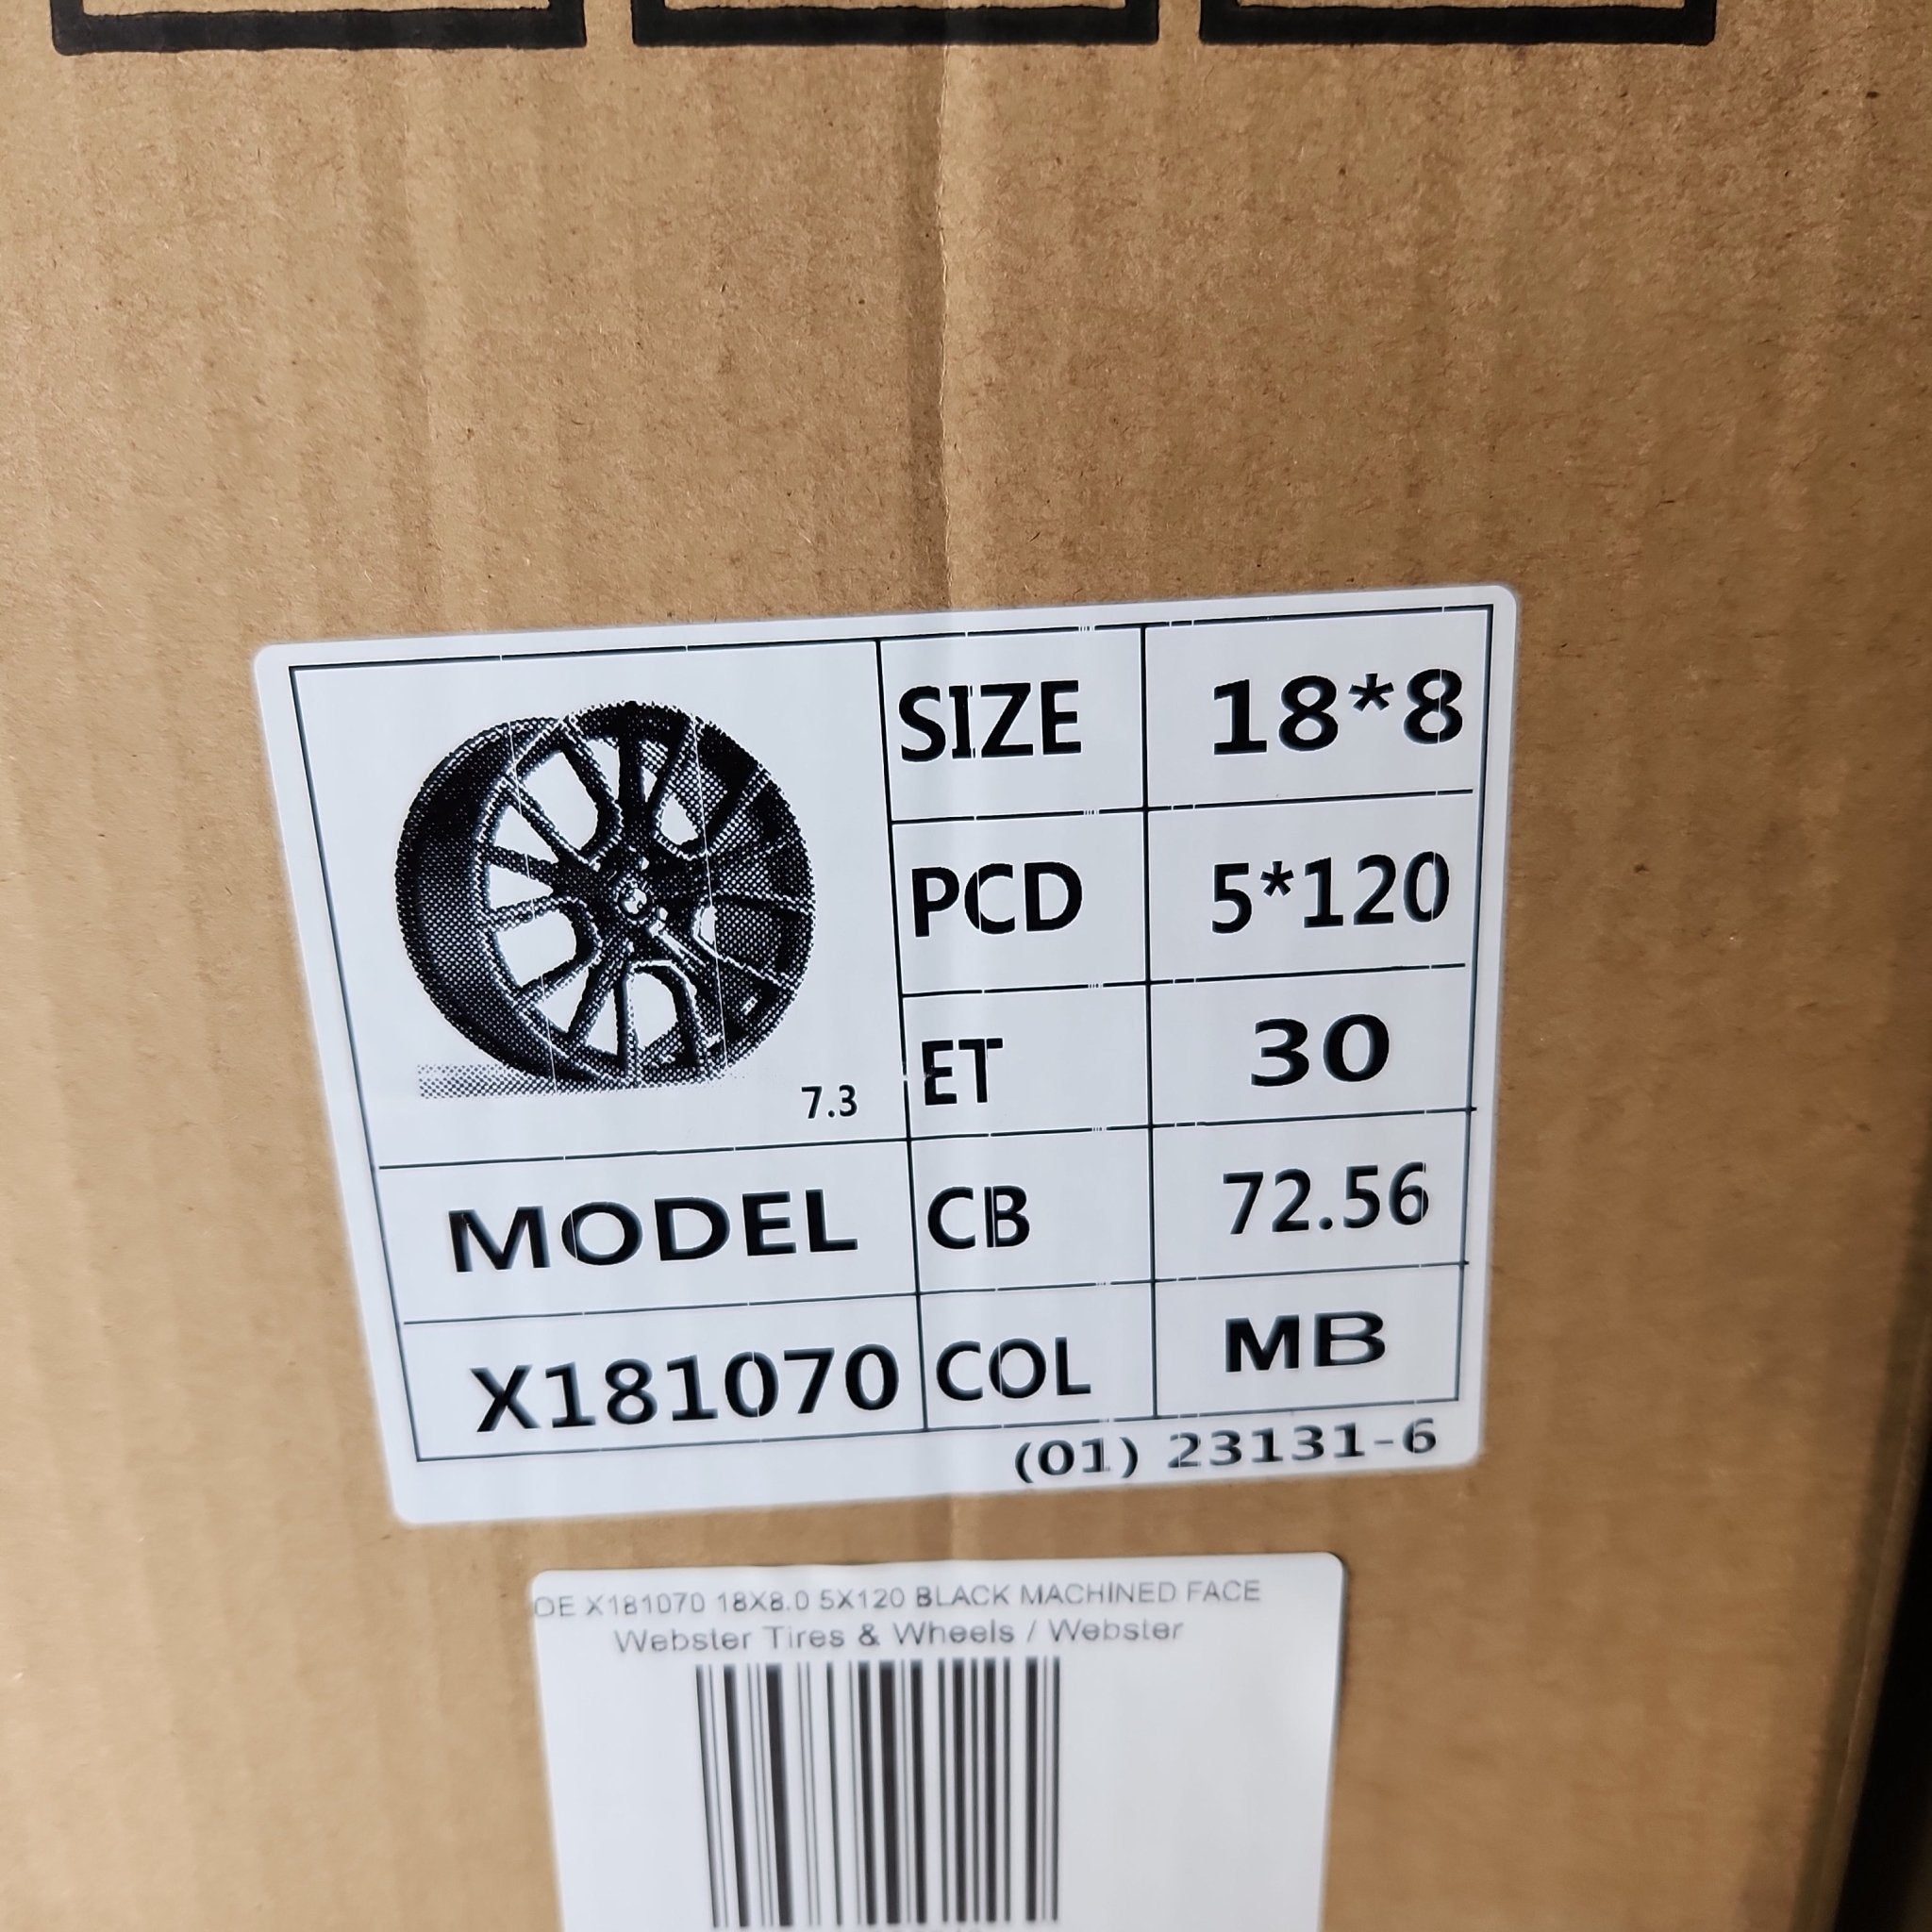 SIZE 18*8
PCD 5*120
ET 30
7.3
MODEL CB 72.56
X181070 COL MB
(01) 23131-6
OE X181070 18X8.0 5X120 BLACK MACHINED FACE
Webster Tires & Wheels / Webster